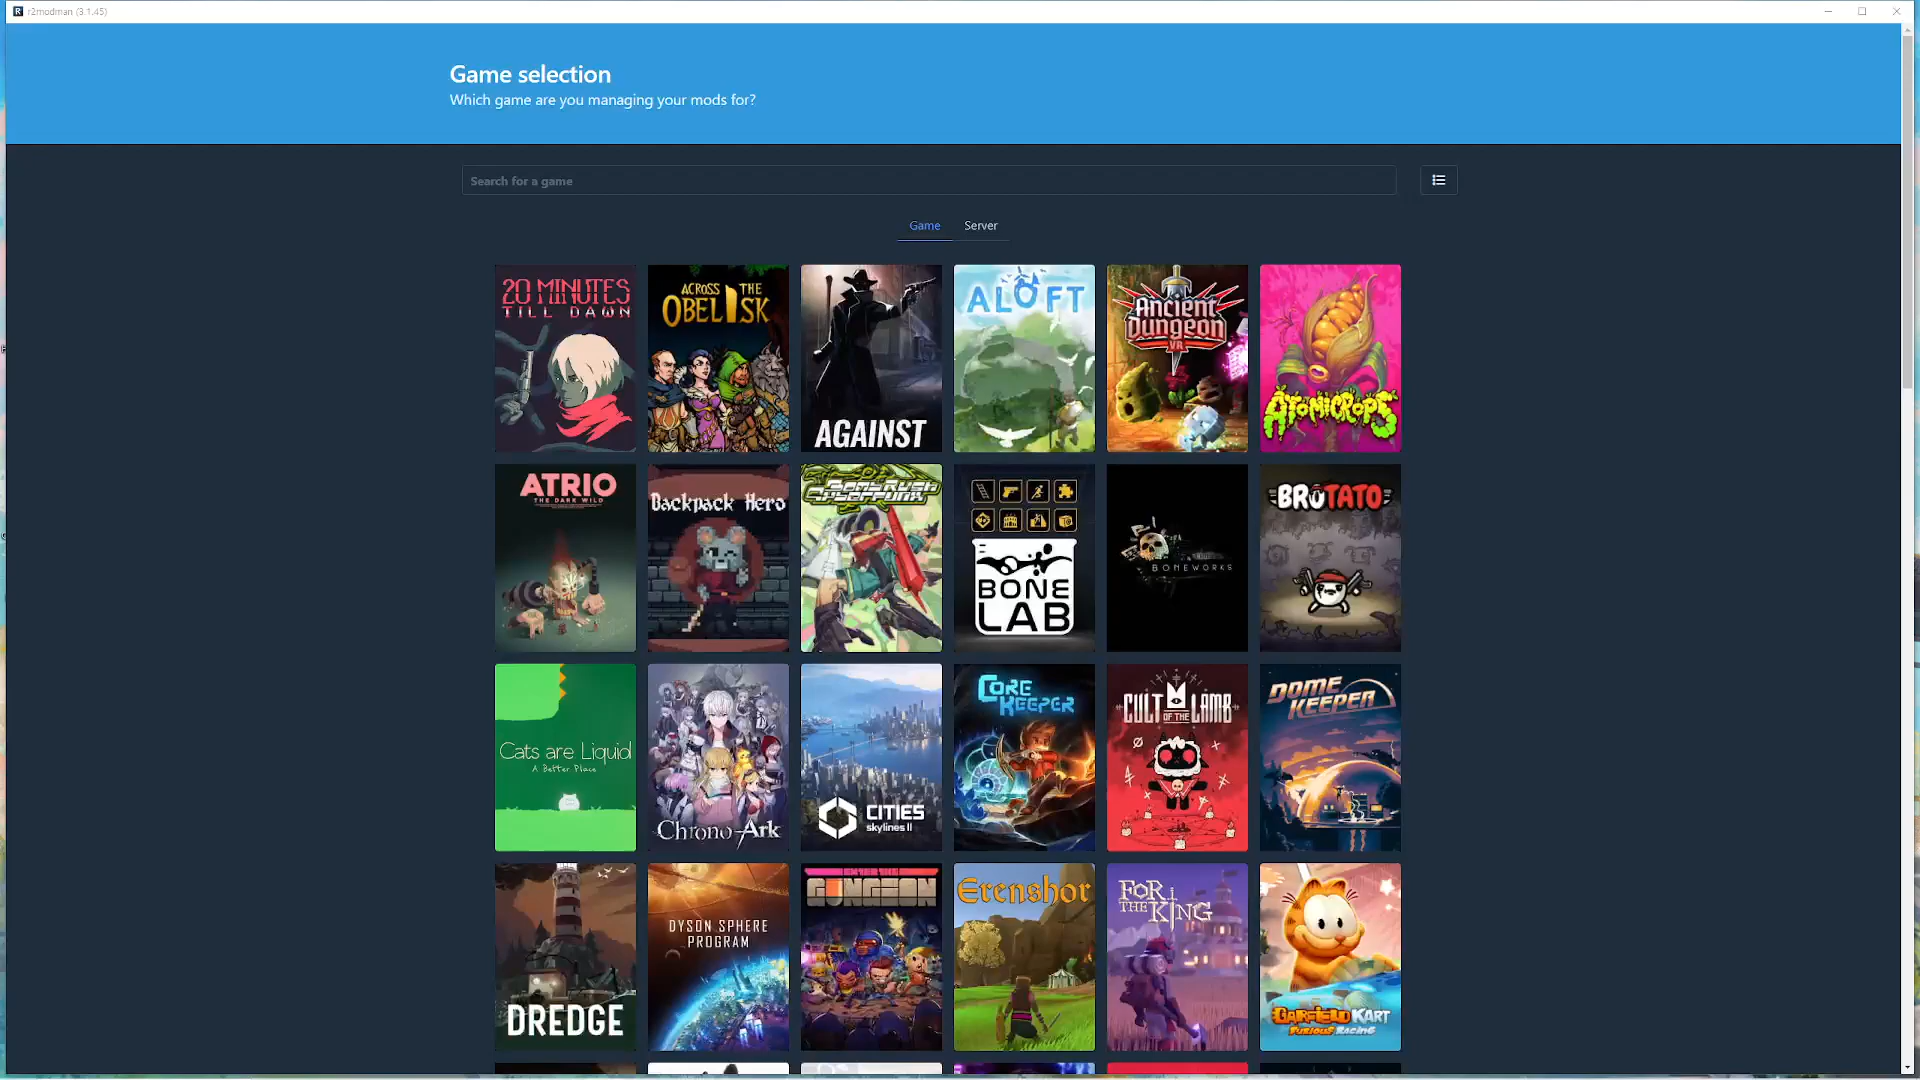 r2modman (3.1.45)
Game selection
Which game are you managing your mods for?
Search for a game
Game
Server
20 MINUTES
TILL DAWN
ACROSS THE
OBELISK
AGAINST
ALOFT
Ancient
Dungeon
VR
ATOMICROPS
ATRIO
THE DARK WILD
Backpack Hero
BOMB RUSH
CYBERFUNK
BONE
LAB
BONEWORKS
BROTATO
Cats are Liquid
A Better Place
Chrono Ark
CITIES
skylines II
CORE
KEEPER
CULT
OF THE
LAMB
DOME
KEEPER
DREDGE
DYSON SPHERE
PROGRAM
GUNGEON
Erenshor
FOR
THE KING
GARFIELD KART
FURIOUS RACING